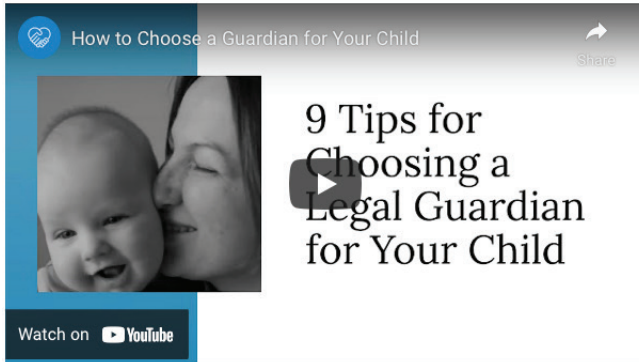 How to Choose a Guardian for Your Child
Share
9 Tips for
Choosing a
Legal Guardian
for Your Child
Watch on YouTube